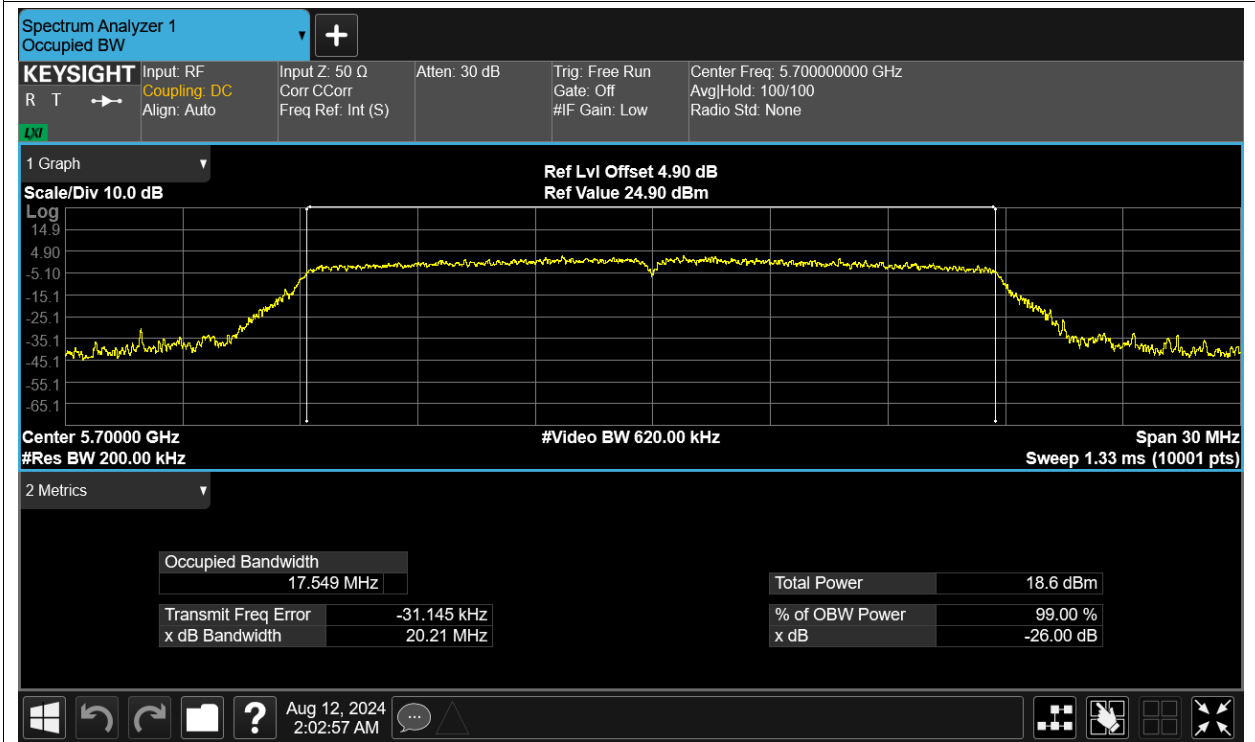 Spectrum Analyzer 1
Occupied BW
KEYSIGHT
R T
LXI
Input: RF
Coupling: DC
Align: Auto
Input Z: 50 Ω
Corr CCorr
Freq Ref: Int (S)
Atten: 30 dB
Trig: Free Run
Gate: Off
#IF Gain: Low
Center Freq: 5.700000000 GHz
Avg|Hold: 100/100
Radio Std: None
1 Graph
Scale/Div 10.0 dB
Ref Lvl Offset 4.90 dB
Ref Value 24.90 dBm
Log
14.9
4.90
-5.10
-15.1
-25.1
-35.1
-45.1
-55.1
-65.1
Center 5.70000 GHz
#Res BW 200.00 kHz
#Video BW 620.00 kHz
Span 30 MHz
Sweep 1.33 ms (10001 pts)
2 Metrics
Occupied Bandwidth
17.549 MHz
Transmit Freq Error -31.145 kHz
x dB Bandwidth 20.21 MHz
Total Power 18.6 dBm
% of OBW Power 99.00 %
x dB -26.00 dB
?
Aug 12, 2024
2:02:57 AM